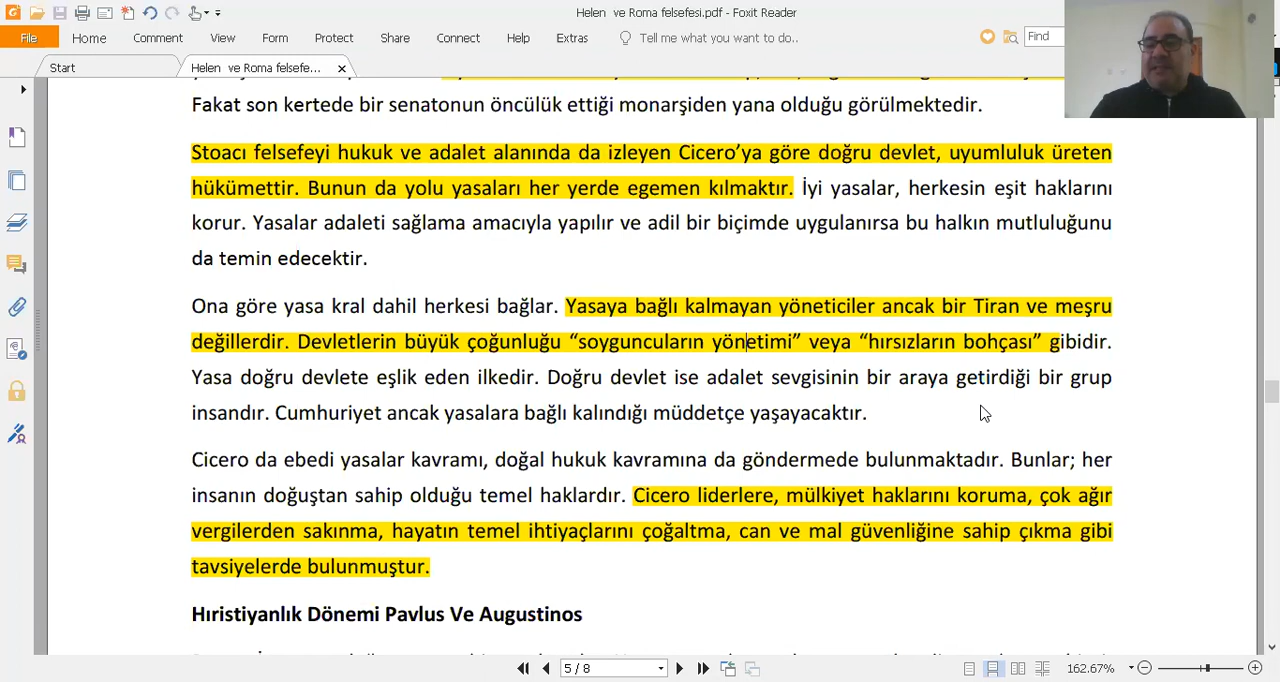 Helen ve Roma felsefesi.pdf - Foxit Reader
File Home Comment View Form Protect Share Connect Help Extras Tell me what you want to do.. Find
Start Helen ve Roma felsefe... ×
Fakat son kertede bir senatonun öncülük ettiği monarşiden yana olduğu görülmektedir.
Stoacı felsefeyi hukuk ve adalet alanında da izleyen Cicero’ya göre doğru devlet, uyumluluk üreten
hükümettir. Bunun da yolu yasaları her yerde egemen kılmaktır. İyi yasalar, herkesin eşit haklarını
korur. Yasalar adaleti sağlama amacıyla yapılır ve adil bir biçimde uygulanırsa bu halkın mutluluğunu
da temin edecektir.
Ona göre yasa kral dahil herkesi bağlar. Yasaya bağlı kalmayan yöneticiler ancak bir Tiran ve meşru
değillerdir. Devletlerin büyük çoğunluğu “soyguncuların yönetimi” veya “hırsızların bohçası” gibidir.
Yasa doğru devlete eşlik eden ilkedir. Doğru devlet ise adalet sevgisinin bir araya getirdiği bir grup
insandır. Cumhuriyet ancak yasalara bağlı kalındığı müddetçe yaşayacaktır.
Cicero da ebedi yasalar kavramı, doğal hukuk kavramına da göndermede bulunmaktadır. Bunlar; her
insanın doğuştan sahip olduğu temel haklardır. Cicero liderlere, mülkiyet haklarını koruma, çok ağır
vergilerden sakınma, hayatın temel ihtiyaçlarını çoğaltma, can ve mal güvenliğine sahip çıkma gibi
tavsiyelerde bulunmuştur.
Hıristiyanlık Dönemi Pavlus Ve Augustinos
5 / 8 162.67%